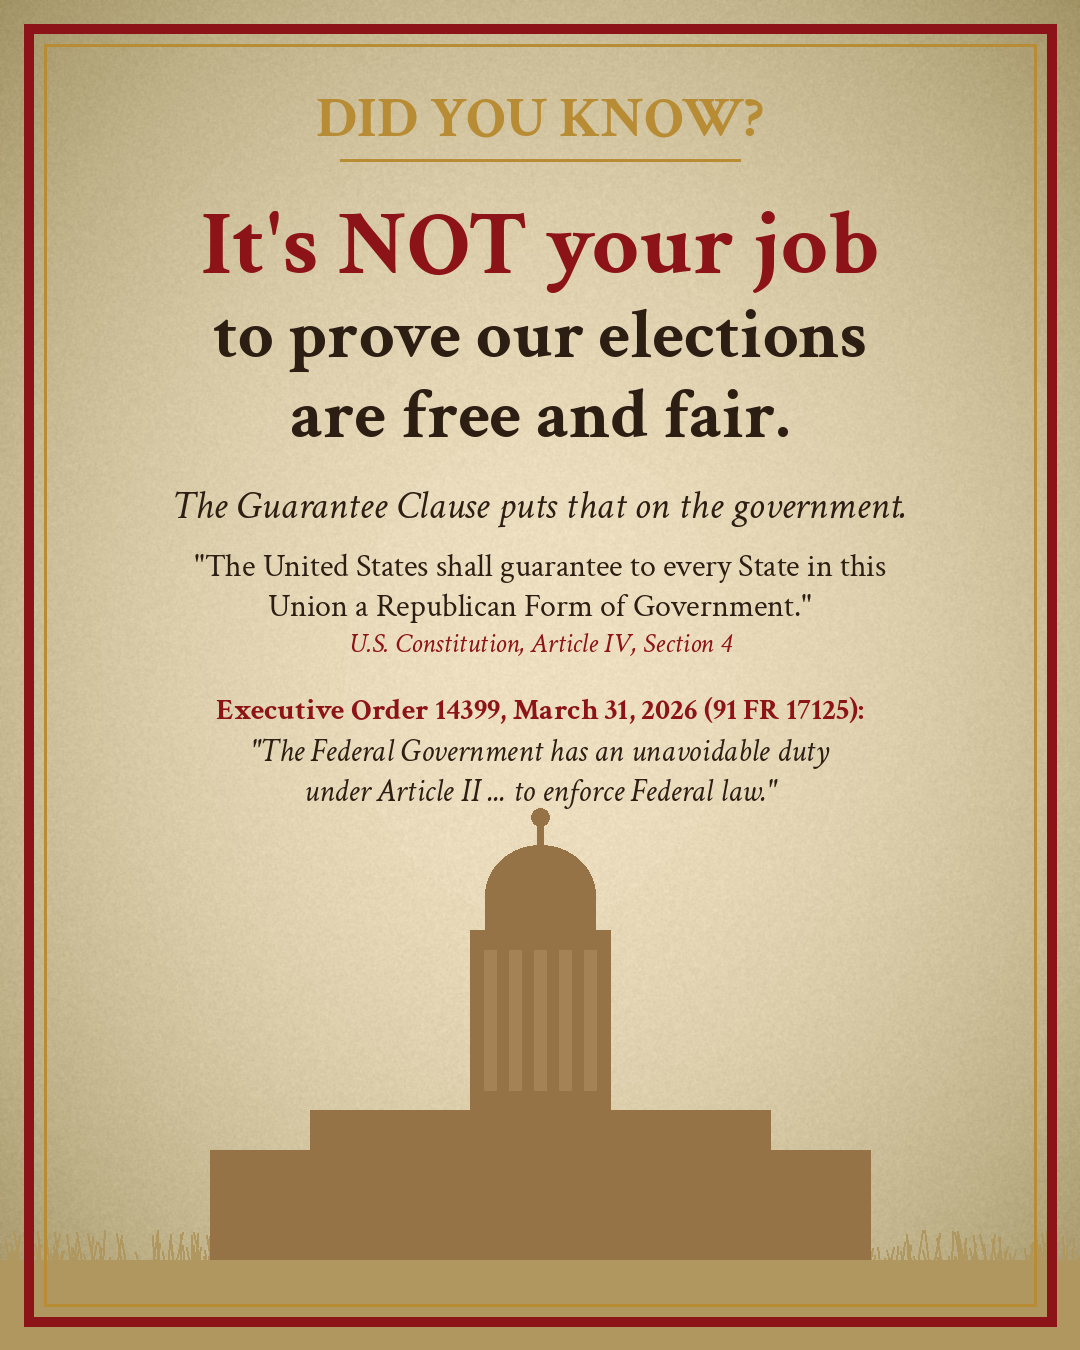 DID YOU KNOW?
It's NOT your job
to prove our elections
are free and fair.
The Guarantee Clause puts that on the government.
"The United States shall guarantee to every State in this
Union a Republican Form of Government."
U.S. Constitution, Article IV, Section 4
Executive Order 14399, March 31, 2026 (91 FR 17125):
"The Federal Government has an unavoidable duty
under Article II ... to enforce Federal law."